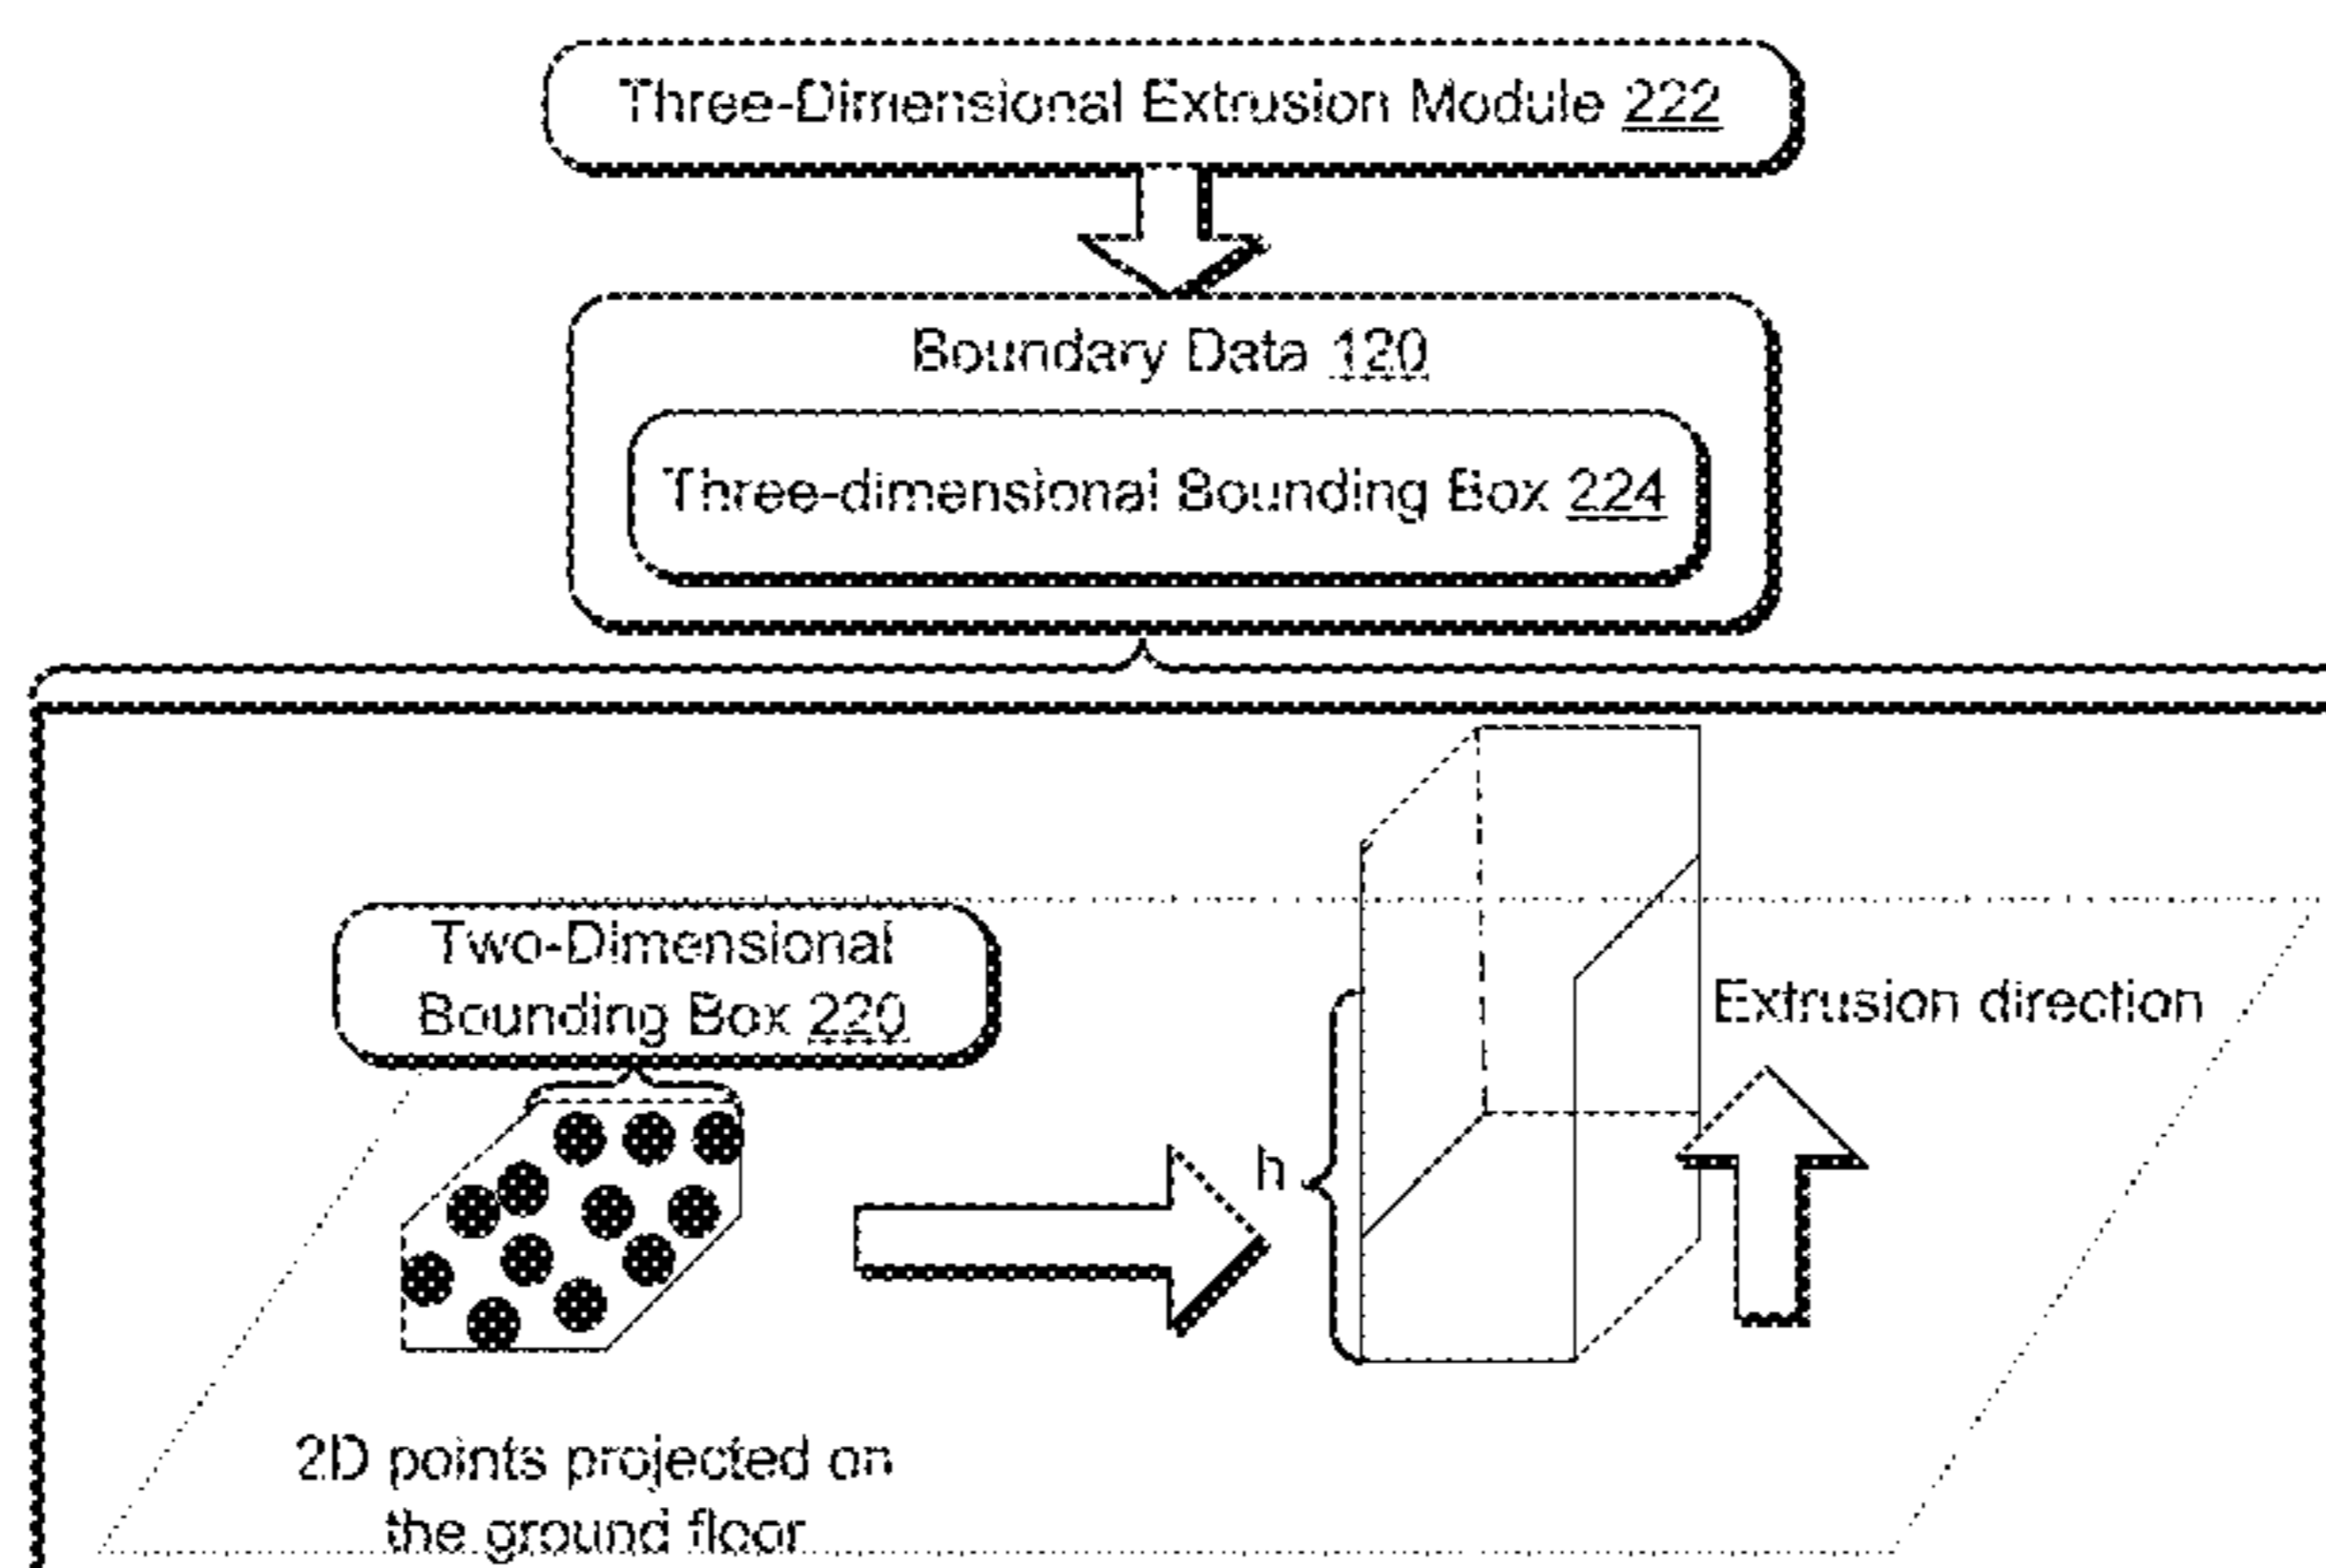 Three-Dimensional Extrusion Module 222
Boundary Data 120
Three-dimensional Bounding Box 224
Two-Dimensional
Bounding Box 220
Extrusion direction
h
2D points projected on
the ground floor